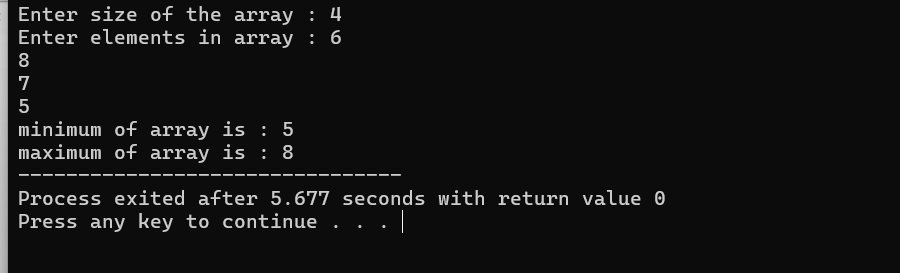 Enter size of the array : 4
Enter elements in array : 6
8
7
5
minimum of array is : 5
maximum of array is : 8
--------------------------------
Process exited after 5.677 seconds with return value 0
Press any key to continue . . .